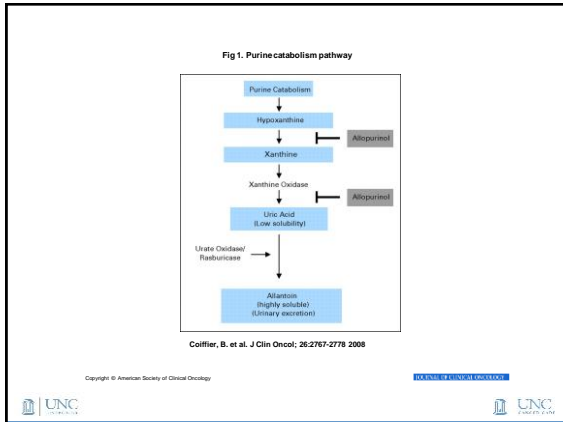 Fig 1. Purine catabolism pathway
Purine Catabolism
Hypoxanthine
Allopurinol
Xanthine
Xanthine Oxidase
Allopurinol
Uric Acid
(Low solubility)
Urate Oxidase/
Rasburicase
Allantoin
(highly soluble)
(Urinary excretion)
Coiffier, B. et al. J Clin Oncol; 26:2767-2778 2008
Copyright © American Society of Clinical Oncology
JOURNAL OF CLINICAL ONCOLOGY
UNC
UNC